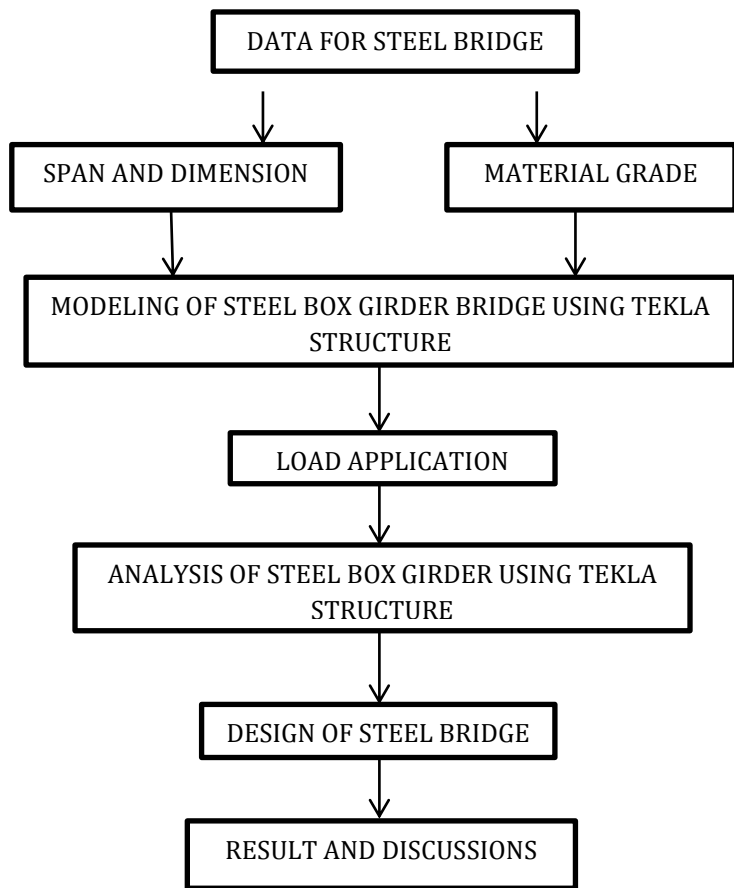 DATA FOR STEEL BRIDGE
SPAN AND DIMENSION
MATERIAL GRADE
MODELING OF STEEL BOX GIRDER BRIDGE USING TEKLA
STRUCTURE
LOAD APPLICATION
ANALYSIS OF STEEL BOX GIRDER USING TEKLA
STRUCTURE
DESIGN OF STEEL BRIDGE
RESULT AND DISCUSSIONS